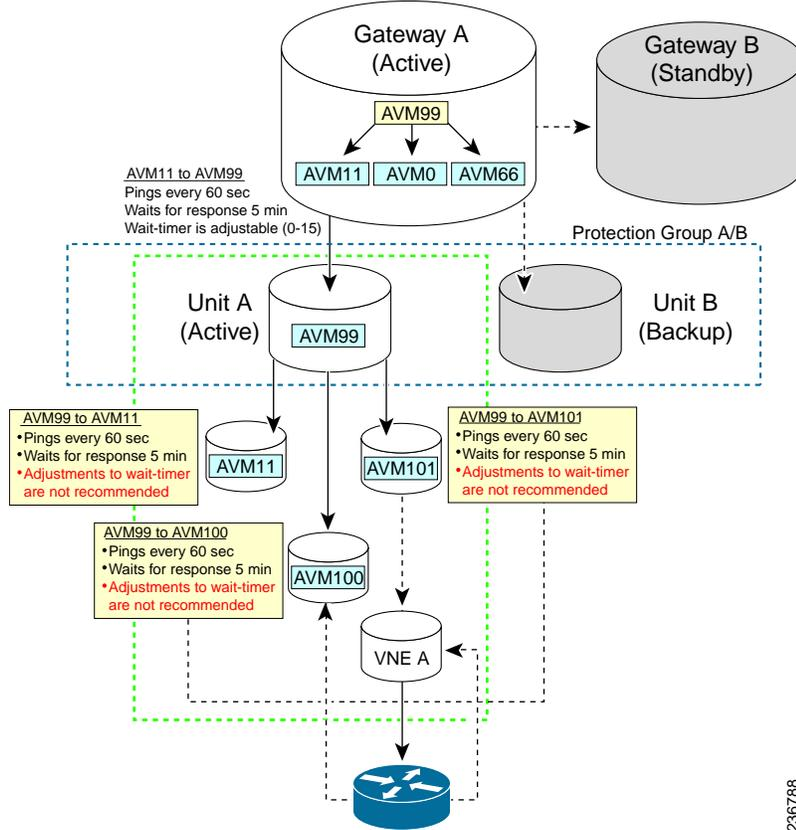 Gateway A
(Active)
Gateway B
(Standby)
AVM99
AVM11
AVM0
AVM66
AVM11 to AVM99
Pings every 60 sec
Waits for response 5 min
Wait-timer is adjustable (0-15)
Protection Group A/B
Unit A
(Active)
AVM99
Unit B
(Backup)
AVM99 to AVM11
•Pings every 60 sec
•Waits for response 5 min
•Adjustments to wait-timer
are not recommended
AVM11
AVM101
AVM99 to AVM101
•Pings every 60 sec
•Waits for response 5 min
•Adjustments to wait-timer
are not recommended
AVM99 to AVM100
•Pings every 60 sec
•Waits for response 5 min
•Adjustments to wait-timer
are not recommended
AVM100
VNE A
236788